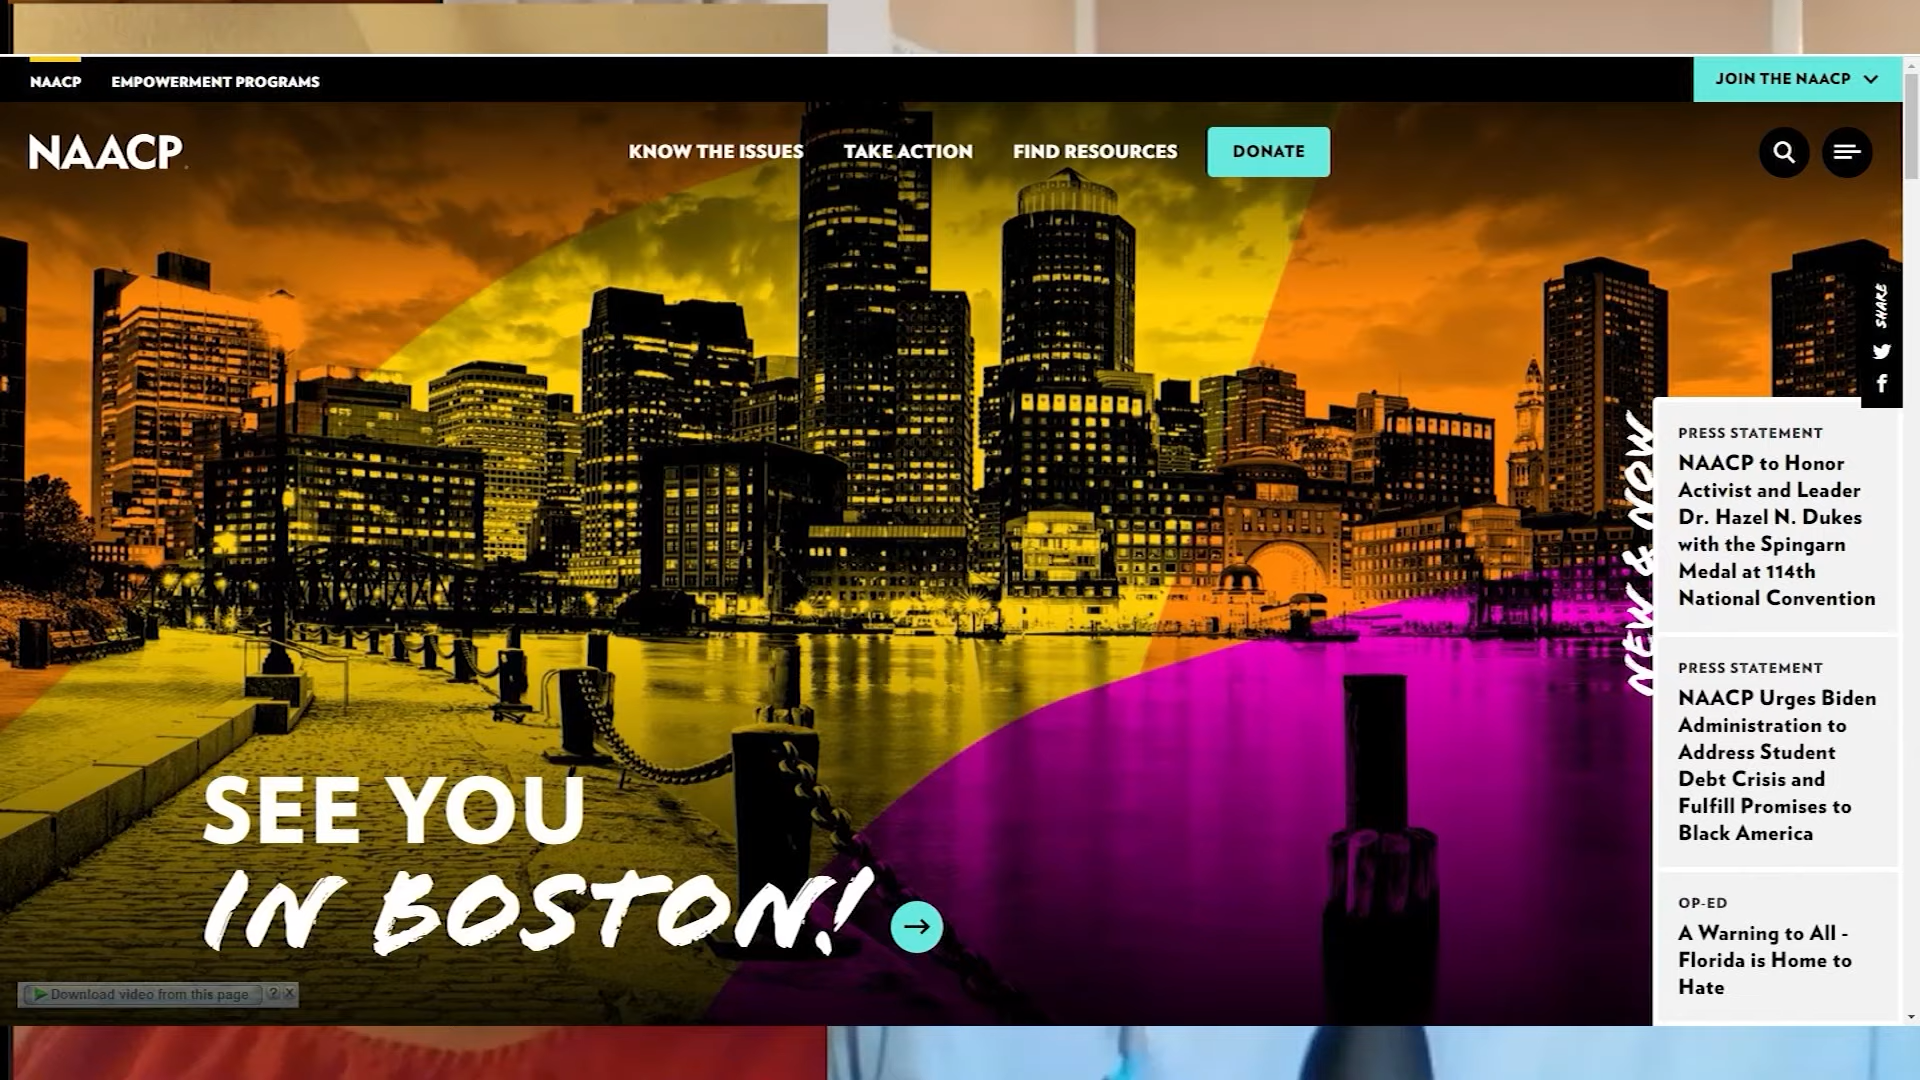 NAACP
EMPOWERMENT PROGRAMS
JOIN THE NAACP
NAACP.
KNOW THE ISSUES
TAKE ACTION
FIND RESOURCES
DONATE
SHARE
SEE YOU
IN BOSTON!
NEW & NOW
PRESS STATEMENT
NAACP to Honor
Activist and Leader
Dr. Hazel N. Dukes
with the Spingarn
Medal at 114th
National Convention
PRESS STATEMENT
NAACP Urges Biden
Administration to
Address Student
Debt Crisis and
Fulfill Promises to
Black America
OP-ED
A Warning to All -
Florida is Home to
Hate
Download video from this page
? X